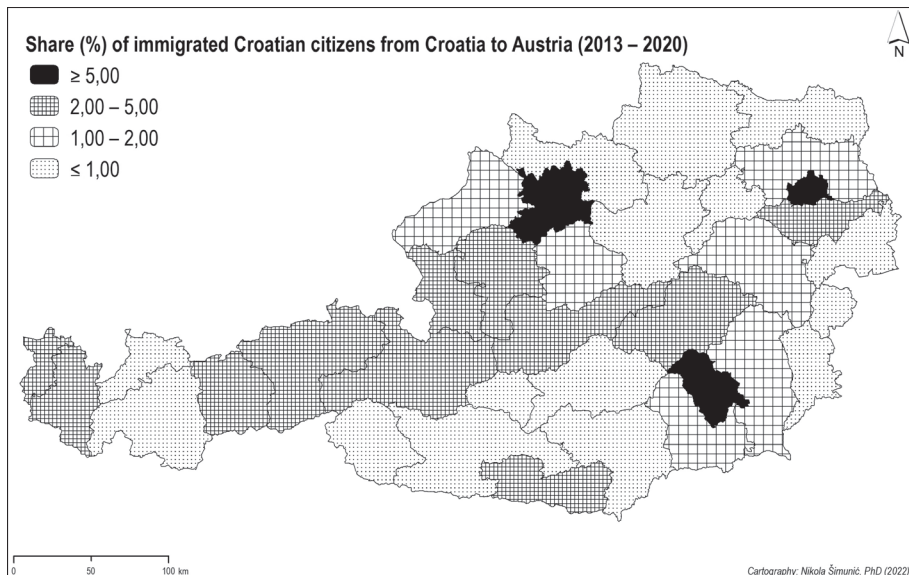 Share (%) of immigrated Croatian citizens from Croatia to Austria (2013 – 2020)
≥ 5,00
2,00 – 5,00
1,00 – 2,00
≤ 1,00
N
0 50 100 km
Cartography: Nikola Šimunić, PhD (2022)